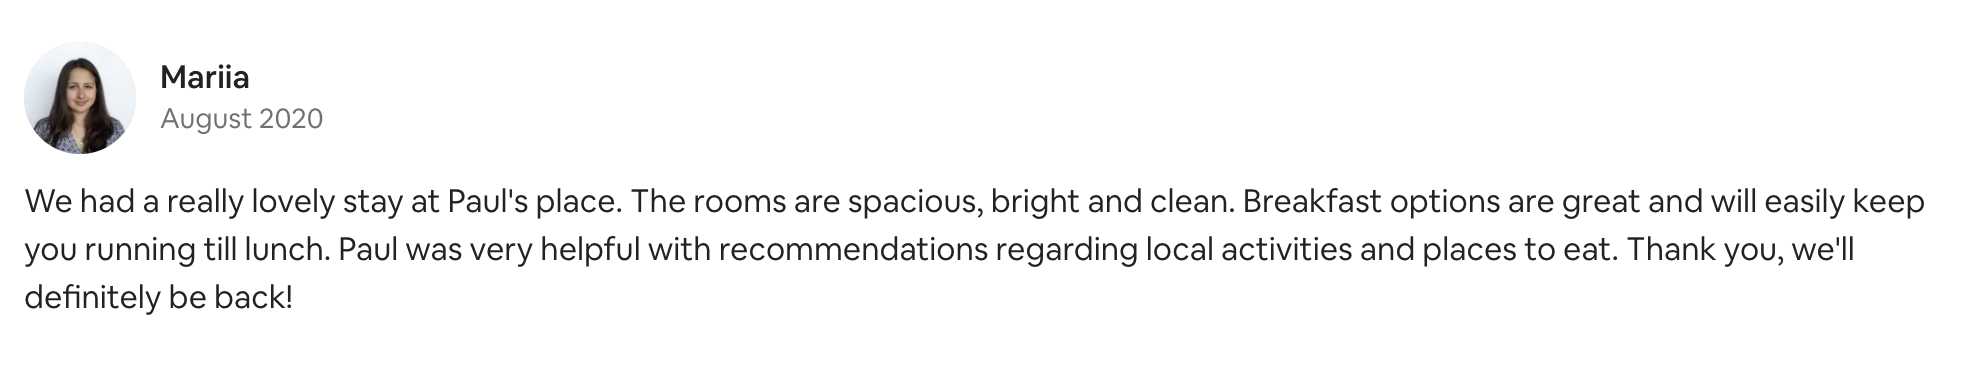 Mariia
August 2020
We had a really lovely stay at Paul's place. The rooms are spacious, bright and clean. Breakfast options are great and will easily keep
you running till lunch. Paul was very helpful with recommendations regarding local activities and places to eat. Thank you, we'll
definitely be back!